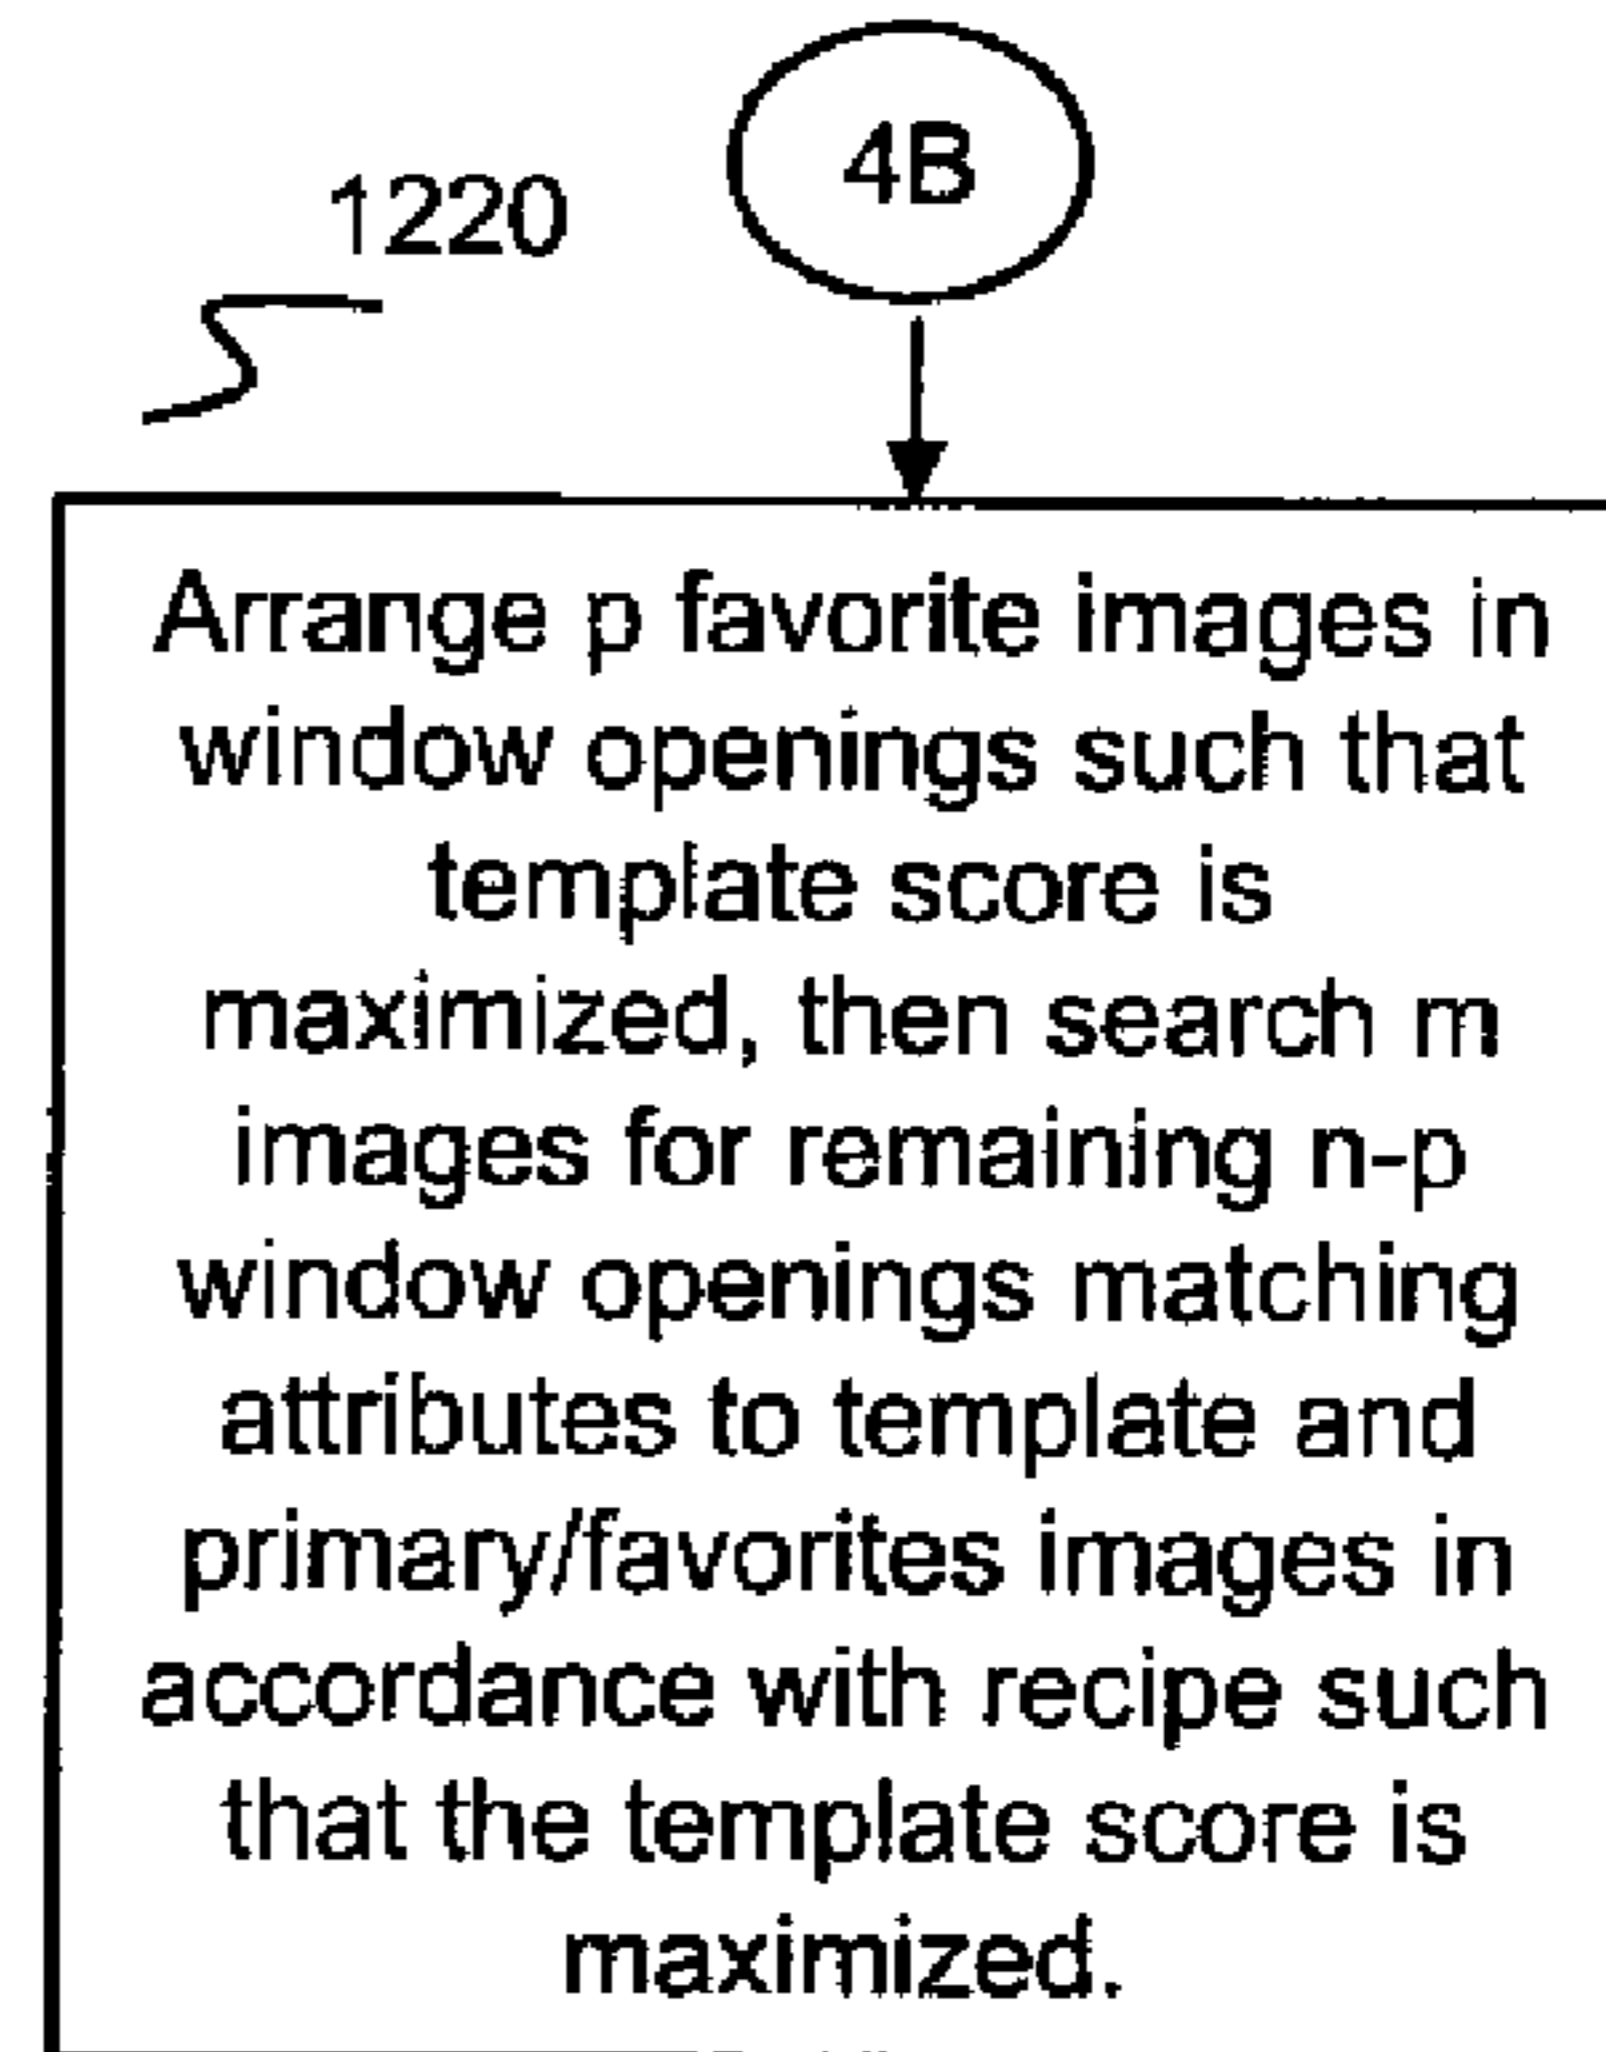 4B
1220
Arrange p favorite images in
window openings such that
template score is
maximized, then search m
images for remaining n-p
window openings matching
attributes to template and
primary/favorites images in
accordance with recipe such
that the template score is
maximized.